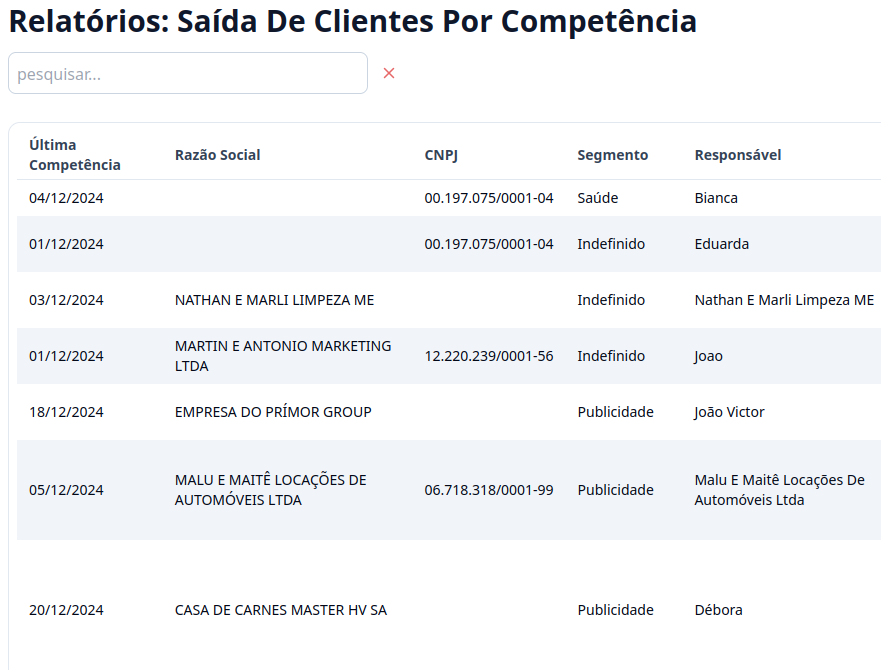 Relatórios: Saída De Clientes Por Competência
pesquisar...
Última
Competência
Razão Social
CNPJ
Segmento
Responsável
04/12/2024 00.197.075/0001-04 Saúde Bianca
01/12/2024 00.197.075/0001-04 Indefinido Eduarda
03/12/2024 NATHAN E MARLI LIMPEZA ME Indefinido Nathan E Marli Limpeza ME
01/12/2024 MARTIN E ANTONIO MARKETING
LTDA 12.220.239/0001-56 Indefinido Joao
18/12/2024 EMPRESA DO PRÍMOR GROUP Publicidade João Victor
05/12/2024 MALU E MAITÊ LOCAÇÕES DE
AUTOMÓVEIS LTDA 06.718.318/0001-99 Publicidade Malu E Maitê Locações De
Automóveis Ltda
20/12/2024 CASA DE CARNES MASTER HV SA Publicidade Débora